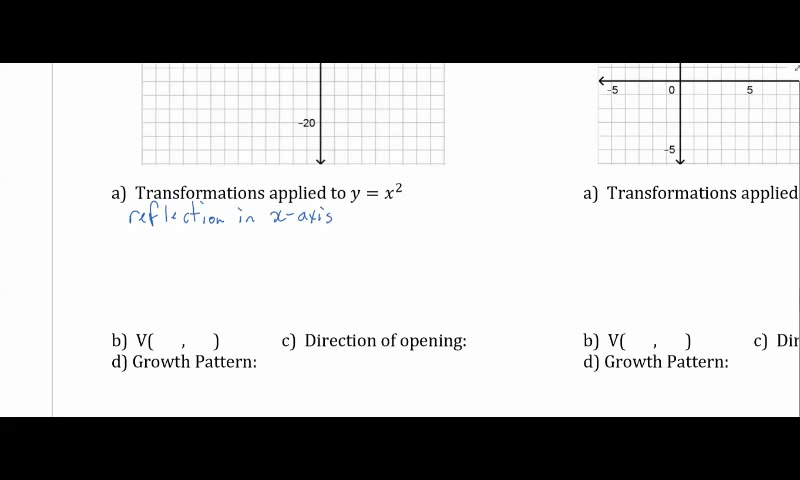 -20
-5 0 5
-5
a) Transformations applied to y = x²
reflection in x-axis
a) Transformations applied
b) V( , ) c) Direction of opening:
d) Growth Pattern:
b) V( , ) c) Dir
d) Growth Pattern: